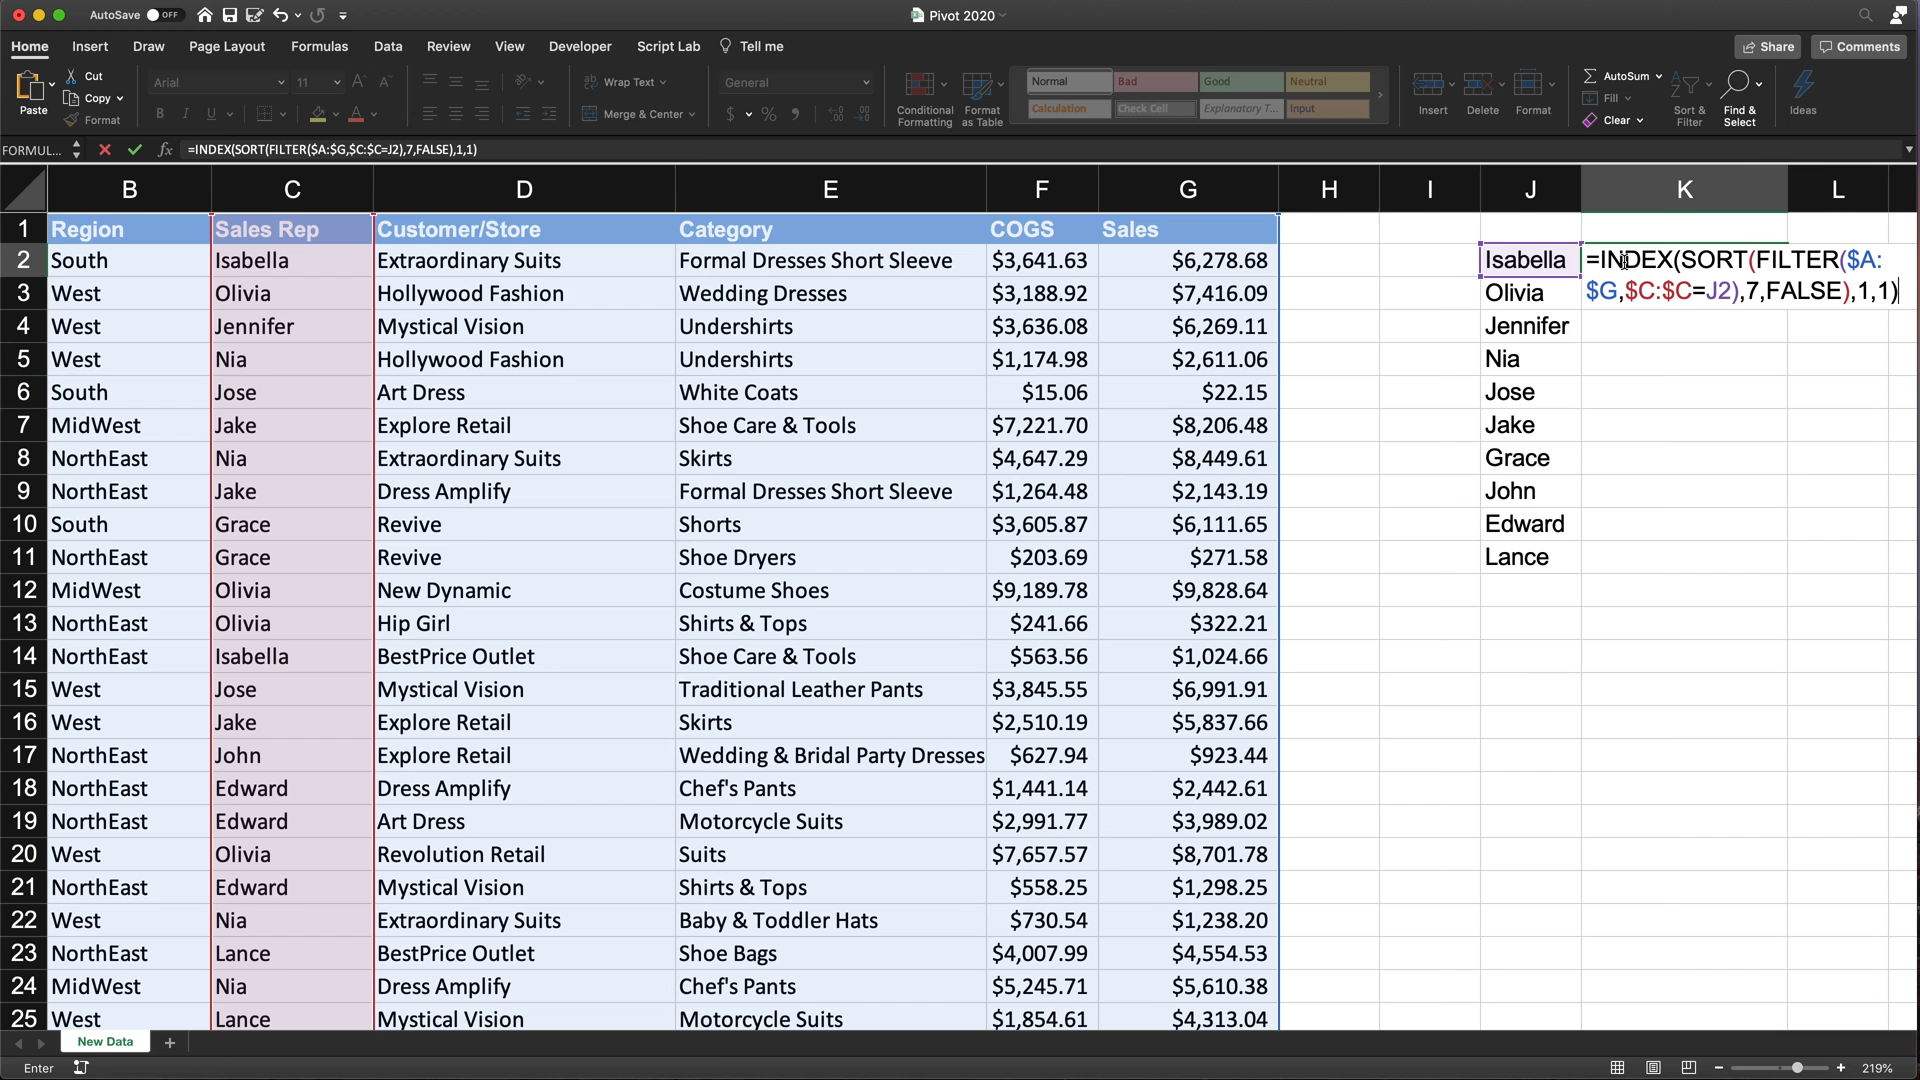 AutoSave OFF
Pivot 2020
Home Insert Draw Page Layout Formulas Data Review View Developer Script Lab Tell me
Share Comments
Paste Cut Copy Format
Arial 11
B I U
Wrap Text
Merge & Center
General
$ %
Conditional Formatting
Format as Table
Normal Bad Good Neutral
Calculation Check Cell Explanatory T... Input
Insert Delete Format
AutoSum
Fill
Clear
Sort & Filter
Find & Select
Ideas
FORMUL... fx =INDEX(SORT(FILTER($A:$G,$C:$C=J2),7,FALSE),1,1)
B C D E F G H I J K L
1 Region Sales Rep Customer/Store Category COGS Sales
2 South Isabella Extraordinary Suits Formal Dresses Short Sleeve $3,641.63 $6,278.68 Isabella =INDEX(SORT(FILTER($A:
3 West Olivia Hollywood Fashion Wedding Dresses $3,188.92 $7,416.09 Olivia $G,$C:$C=J2),7,FALSE),1,1)
4 West Jennifer Mystical Vision Undershirts $3,636.08 $6,269.11 Jennifer
5 West Nia Hollywood Fashion Undershirts $1,174.98 $2,611.06 Nia
6 South Jose Art Dress White Coats $15.06 $22.15 Jose
7 MidWest Jake Explore Retail Shoe Care & Tools $7,221.70 $8,206.48 Jake
8 NorthEast Nia Extraordinary Suits Skirts $4,647.29 $8,449.61 Grace
9 NorthEast Jake Dress Amplify Formal Dresses Short Sleeve $1,264.48 $2,143.19 John
10 South Grace Revive Shorts $3,605.87 $6,111.65 Edward
11 NorthEast Grace Revive Shoe Dryers $203.69 $271.58 Lance
12 MidWest Olivia New Dynamic Costume Shoes $9,189.78 $9,828.64
13 NorthEast Olivia Hip Girl Shirts & Tops $241.66 $322.21
14 NorthEast Isabella BestPrice Outlet Shoe Care & Tools $563.56 $1,024.66
15 West Jose Mystical Vision Traditional Leather Pants $3,845.55 $6,991.91
16 West Jake Explore Retail Skirts $2,510.19 $5,837.66
17 NorthEast John Explore Retail Wedding & Bridal Party Dresses $627.94 $923.44
18 NorthEast Edward Dress Amplify Chef's Pants $1,441.14 $2,442.61
19 NorthEast Edward Art Dress Motorcycle Suits $2,991.77 $3,989.02
20 West Olivia Revolution Retail Suits $7,657.57 $8,701.78
21 NorthEast Edward Mystical Vision Shirts & Tops $558.25 $1,298.25
22 West Nia Extraordinary Suits Baby & Toddler Hats $730.54 $1,238.20
23 NorthEast Lance BestPrice Outlet Shoe Bags $4,007.99 $4,554.53
24 MidWest Nia Dress Amplify Chef's Pants $5,245.71 $5,610.38
25 West Lance Mystical Vision Motorcycle Suits $1,854.61 $4,313.04
New Data
Enter
219%